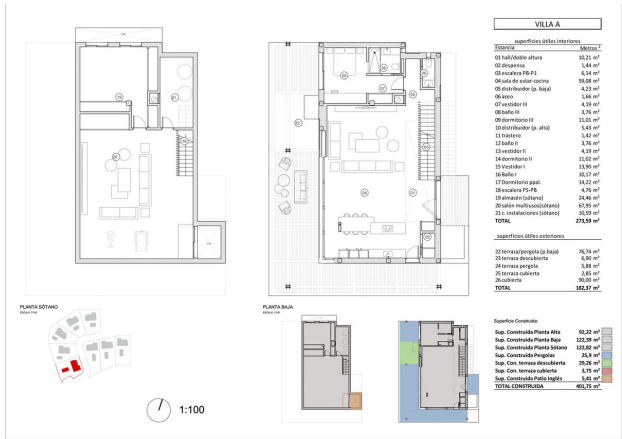 VILLA A
superficies útiles interiores
Estancia Metros ²
01 hall/doble altura 10,21 m²
02 despensa 1,44 m²
03 escalera PB-P1 6,14 m²
04 sala de estar-cocina 59,08 m²
05 distribuidor (p. baja) 4,23 m²
06 aseo 1,66 m²
07 vestidor III 4,19 m²
08 baño III 3,76 m²
09 dormitorio III 11,01 m²
10 distribuidor (p. alta) 5,43 m²
11 trastero 1,42 m²
12 baño II 3,76 m²
13 vestidor II 4,19 m²
14 dormitorio II 11,02 m²
15 Vestidor I 13,90 m²
16 Baño I 10,17 m²
17 Dormitorio ppal. 14,22 m²
18 escalera PS-PB 4,76 m²
19 almacén (sótano) 24,46 m²
20 salón multiusos(sótano) 67,95 m²
21 c. instalaciones (sótano) 10,59 m²
TOTAL 273,59 m²
superficies útiles exteriores
22 terraza/pergola (p.baja) 76,74 m²
23 terraza descubierta 6,90 m²
24 terraza pergola 5,88 m²
25 terraza cubierta 2,85 m²
26 cubierta 90,00 m²
TOTAL 182,37 m²
PLANTA SÓTANO
ESCALA 1:100
PLANTA BAJA
ESCALA 1:100
Superficie Construida:
Sup. Construida Planta Alta 92,22 m²
Sup. Construida Planta Baja 122,39 m²
Sup. Construida Planta Sótano 122,82 m²
Sup. Construida Pergolas 25,9 m²
Sup. Con. terraza descubierta 29,26 m²
Sup. Con. terraza cubierta 3,75 m²
Sup. Construida Patio Inglés 5,41 m²
TOTAL CONSTRUIDA 401,75 m²
1:100